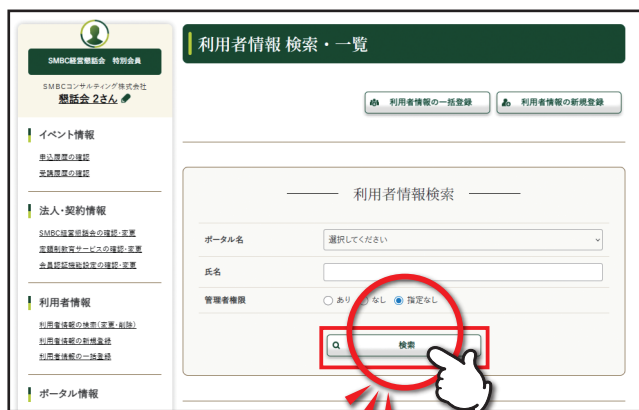 SMBC経営懇話会 特別会員
SMBCコンサルティング株式会社
懇話会 2さん
イベント情報
申込履歴の確認
受講履歴の確認
法人・契約情報
SMBC経営懇話会の確認・変更
定額制教育サービスの確認・変更
会員認証機能設定の確認・変更
利用者情報
利用者情報の検索(変更・削除)
利用者情報の新規登録
利用者情報の一括登録
ポータル情報
利用者情報 検索・一覧
利用者情報の一括登録
利用者情報の新規登録
利用者情報検索
ポータル名
選択してください
氏名
管理者権限
あり
なし
指定なし
検索